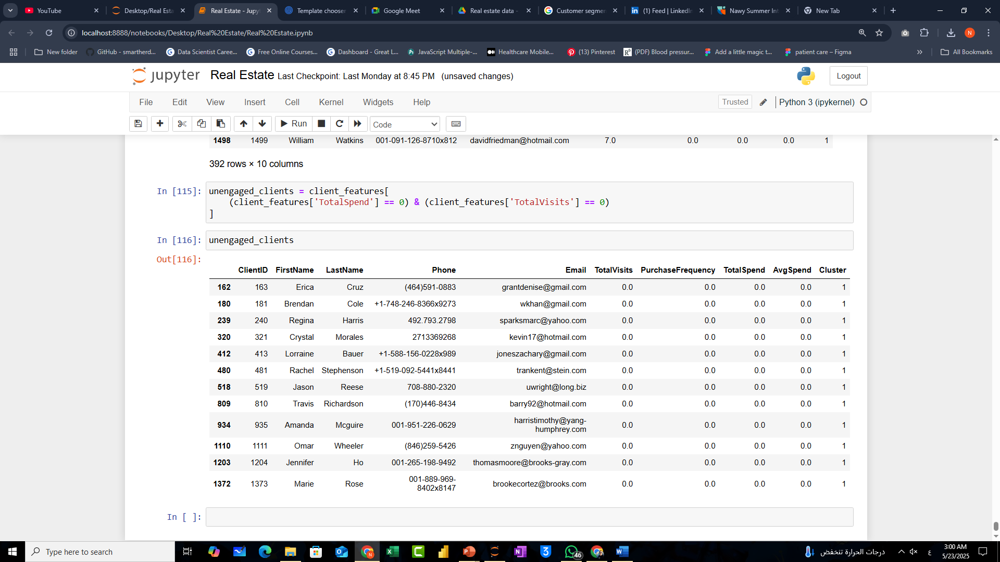 YouTube
Desktop/Real Esta
Real Estate - Jupyt
Template chooser
Google Meet
Real estate data -
Customer segmen
(1) Feed | LinkedIn
Nawy Summer Int
New Tab
localhost:8888/notebooks/Desktop/Real%20Estate/Real%20Estate.ipynb
N
New folder
GitHub - smartherd...
Data Scientist Caree...
Free Online Courses...
Dashboard - Great L...
JavaScript Multiple-...
Healthcare Mobile...
(13) Pinterest
(PDF) Blood pressur...
Add a little magic t...
patient care – Figma
All Bookmarks
jupyter Real Estate Last Checkpoint: Last Monday at 8:45 PM (unsaved changes)
Logout
File Edit View Insert Cell Kernel Widgets Help
Trusted
Python 3 (ipykernel)
Run
Code
1498 1499 William Watkins 001-091-126-8710x812 davidfriedman@hotmail.com 7.0 0.0 0.0 0.0 1
392 rows × 10 columns
In [115]: unengaged_clients = client_features[
(client_features['TotalSpend'] == 0) & (client_features['TotalVisits'] == 0)
]
In [116]: unengaged_clients
Out[116]:
ClientID FirstName LastName Phone Email TotalVisits PurchaseFrequency TotalSpend AvgSpend Cluster
162 163 Erica Cruz (464)591-0883 grantdenise@gmail.com 0.0 0.0 0.0 0.0 1
180 181 Brendan Cole +1-748-246-8366x9273 wkhan@gmail.com 0.0 0.0 0.0 0.0 1
239 240 Regina Harris 492.793.2798 sparksmarc@yahoo.com 0.0 0.0 0.0 0.0 1
320 321 Crystal Morales 2713369268 kevin17@hotmail.com 0.0 0.0 0.0 0.0 1
412 413 Lorraine Bauer +1-588-156-0228x989 joneszachary@gmail.com 0.0 0.0 0.0 0.0 1
480 481 Rachel Stephenson +1-519-092-5441x8441 trankent@stein.com 0.0 0.0 0.0 0.0 1
518 519 Jason Reese 708-880-2320 uwright@long.biz 0.0 0.0 0.0 0.0 1
809 810 Travis Richardson (170)446-8434 barry92@hotmail.com 0.0 0.0 0.0 0.0 1
934 935 Amanda Mcguire 001-951-226-0629 harristimothy@yang-
humphrey.com 0.0 0.0 0.0 0.0 1
1110 1111 Omar Wheeler (846)259-5426 znguyen@yahoo.com 0.0 0.0 0.0 0.0 1
1203 1204 Jennifer Ho 001-265-198-9492 thomasmoore@brooks-gray.com 0.0 0.0 0.0 0.0 1
1372 1373 Marie Rose 001-889-969-
8402x8147 brookecortez@brooks.com 0.0 0.0 0.0 0.0 1
In [ ]:
Type here to search
46
درجات الحرارة تنخفض
ع
3:00 AM
5/23/2025